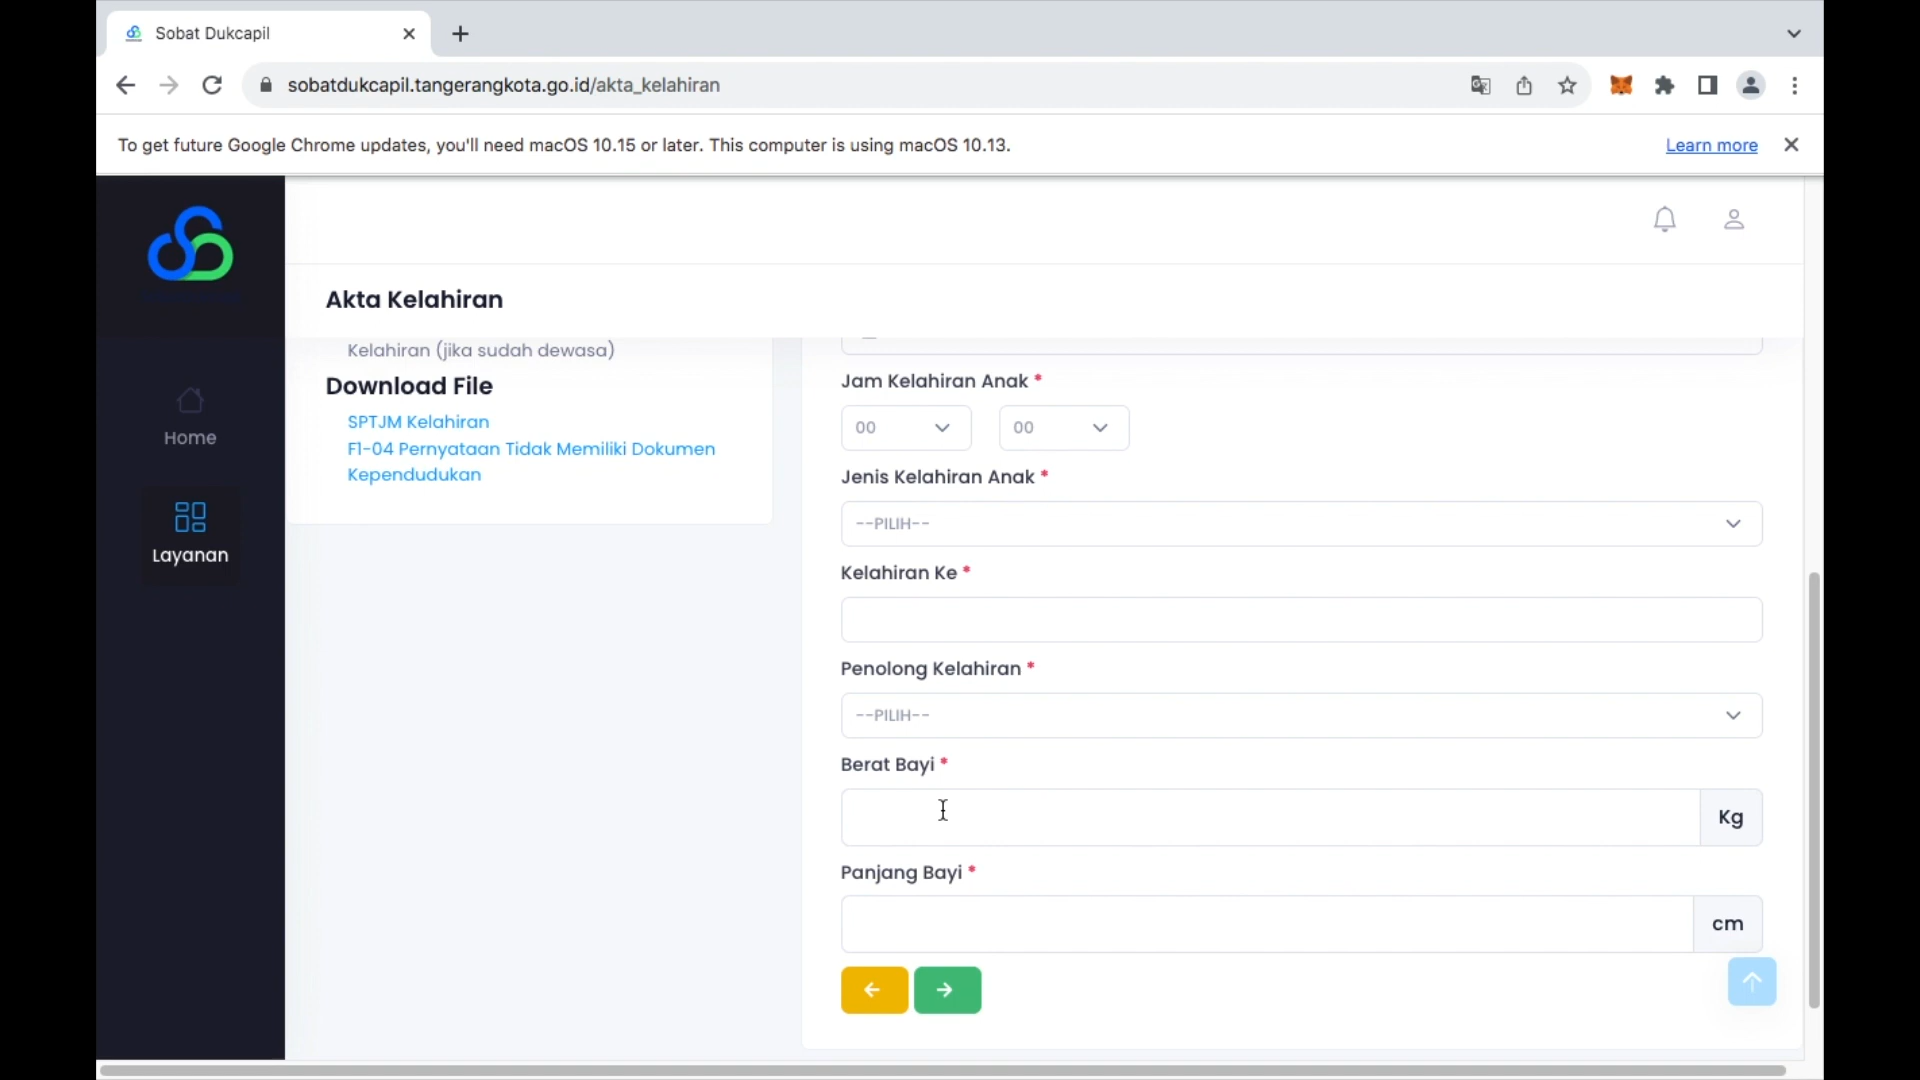 Sobat Dukcapil
sobatdukcapil.tangerangkota.go.id/akta_kelahiran
To get future Google Chrome updates, you'll need macOS 10.15 or later. This computer is using macOS 10.13.
Learn more
Akta Kelahiran
Kelahiran (jika sudah dewasa)
Download File
SPTJM Kelahiran
F1-04 Pernyataan Tidak Memiliki Dokumen
Kependudukan
Home
Layanan
Jam Kelahiran Anak *
00 00
Jenis Kelahiran Anak *
--PILIH--
Kelahiran Ke *
Penolong Kelahiran *
--PILIH--
Berat Bayi *
Kg
Panjang Bayi *
cm